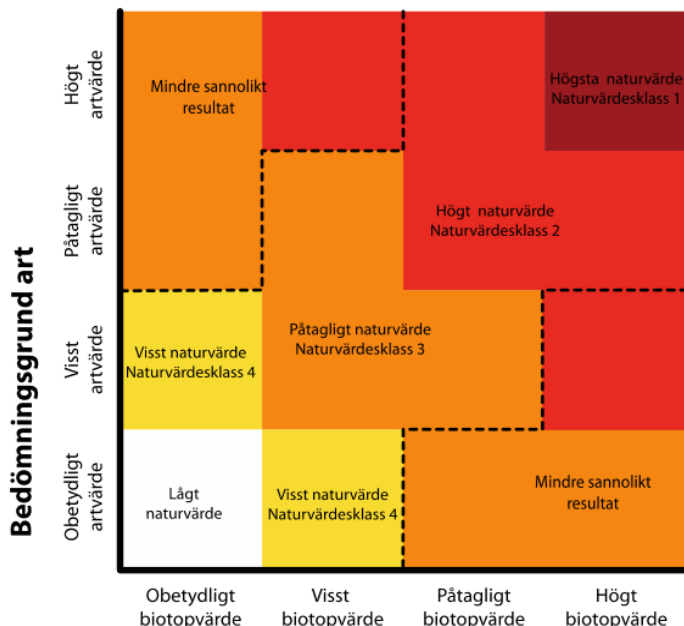 Bedömningsgrund art
Högt
artvärde
Påtagligt
artvärde
Visst
artvärde
Obetydligt
artvärde
Mindre sannolikt
resultat
Högsta naturvärde
Naturvärdesklass 1
Högt naturvärde
Naturvärdesklass 2
Påtagligt naturvärde
Naturvärdesklass 3
Visst naturvärde
Naturvärdesklass 4
Lågt
naturvärde
Visst naturvärde
Naturvärdesklass 4
Mindre sannolikt
resultat
Obetydligt
biotopvärde
Visst
biotopvärde
Påtagligt
biotopvärde
Högt
biotopvärde